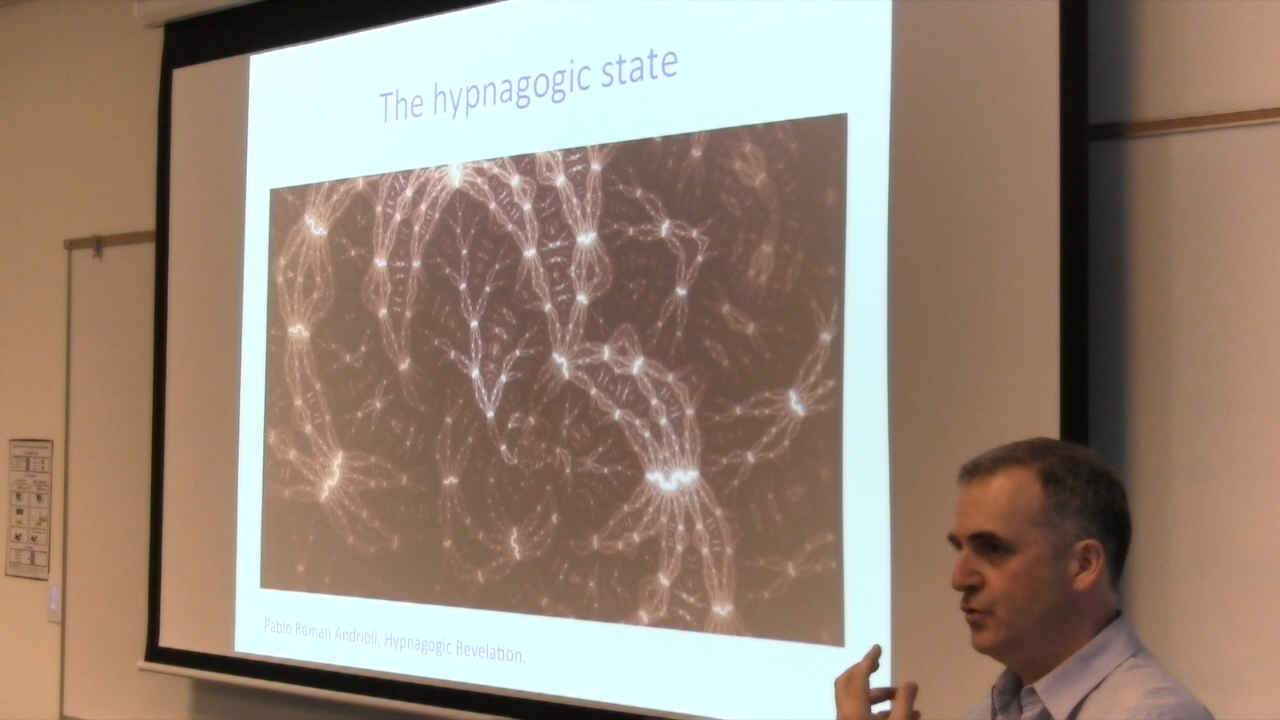 The hypnagogic state
Pablo Roman Andrioli, Hypnagogic Revelation.